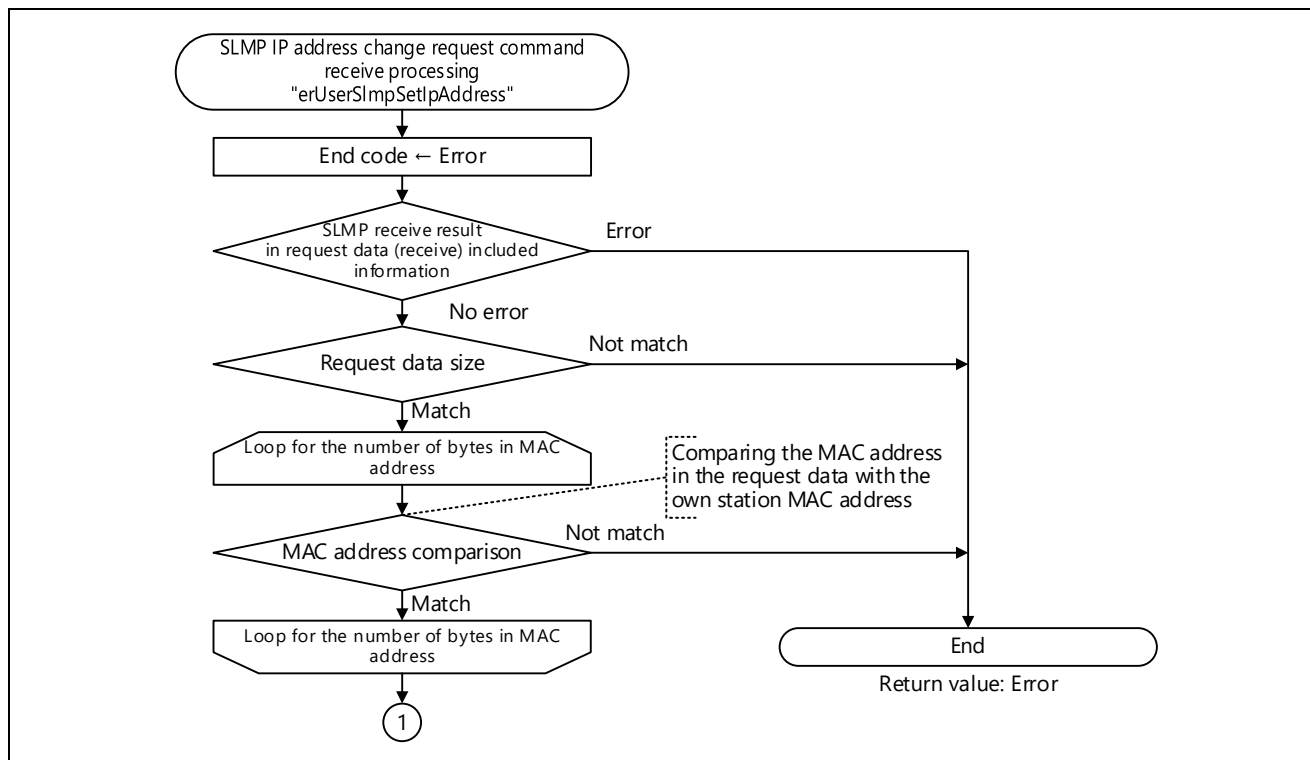 SLMP IP address change request command
receive processing
"erUserSlmpSetIpAddress"
End code ← Error
SLMP receive result
in request data (receive) included
information
Error
No error
Request data size
Not match
Match
Loop for the number of bytes in MAC
address
Comparing the MAC address
in the request data with the
own station MAC address
MAC address comparison
Not match
Match
Loop for the number of bytes in MAC
address
End
Return value: Error
1